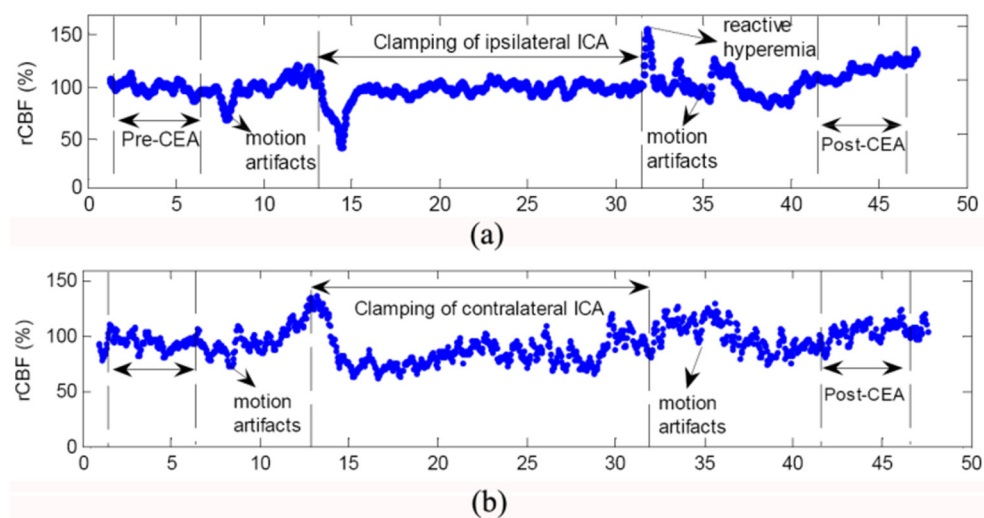 (a)
rCBF (%)
150
100
50
0
Clamping of ipsilateral ICA
reactive
hyperemia
Pre-CEA
motion
artifacts
motion
artifacts
Post-CEA
0 5 10 15 20 25 30 35 40 45 50
(a)
rCBF (%)
150
100
50
0
Clamping of contralateral ICA
motion
artifacts
motion
artifacts
Post-CEA
0 5 10 15 20 25 30 35 40 45 50
(b)